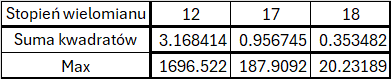 Stopień wielomianu 12 17 18
Suma kwadratów 3.168414 0.956745 0.353482
Max 1696.522 187.9092 20.23189